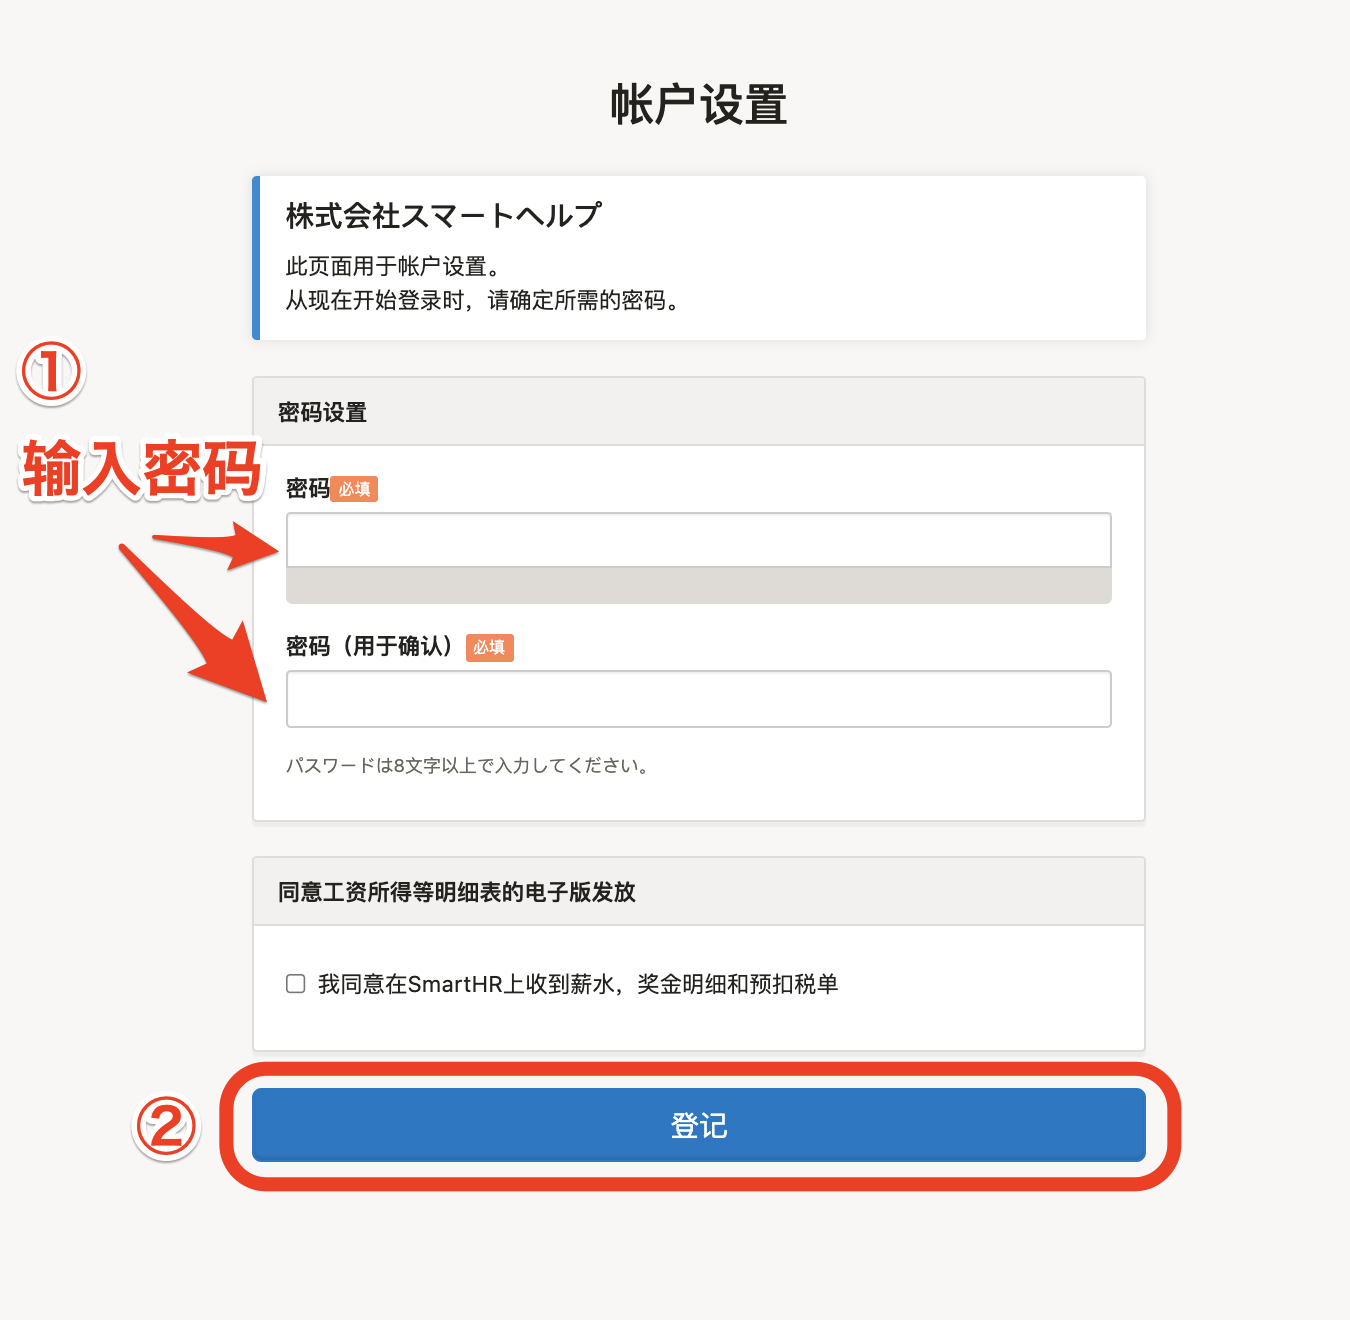 帐户设置
株式会社スマートヘルプ
此页面用于帐户设置。
从现在开始登录时，请确定所需的密码。
①
输入密码
密码设置
密码 必填
密码（用于确认） 必填
パスワードは8文字以上で入力してください。
同意工资所得等明细表的电子版发放
我同意在SmartHR上收到薪水，奖金明细和预扣税单
②
登记